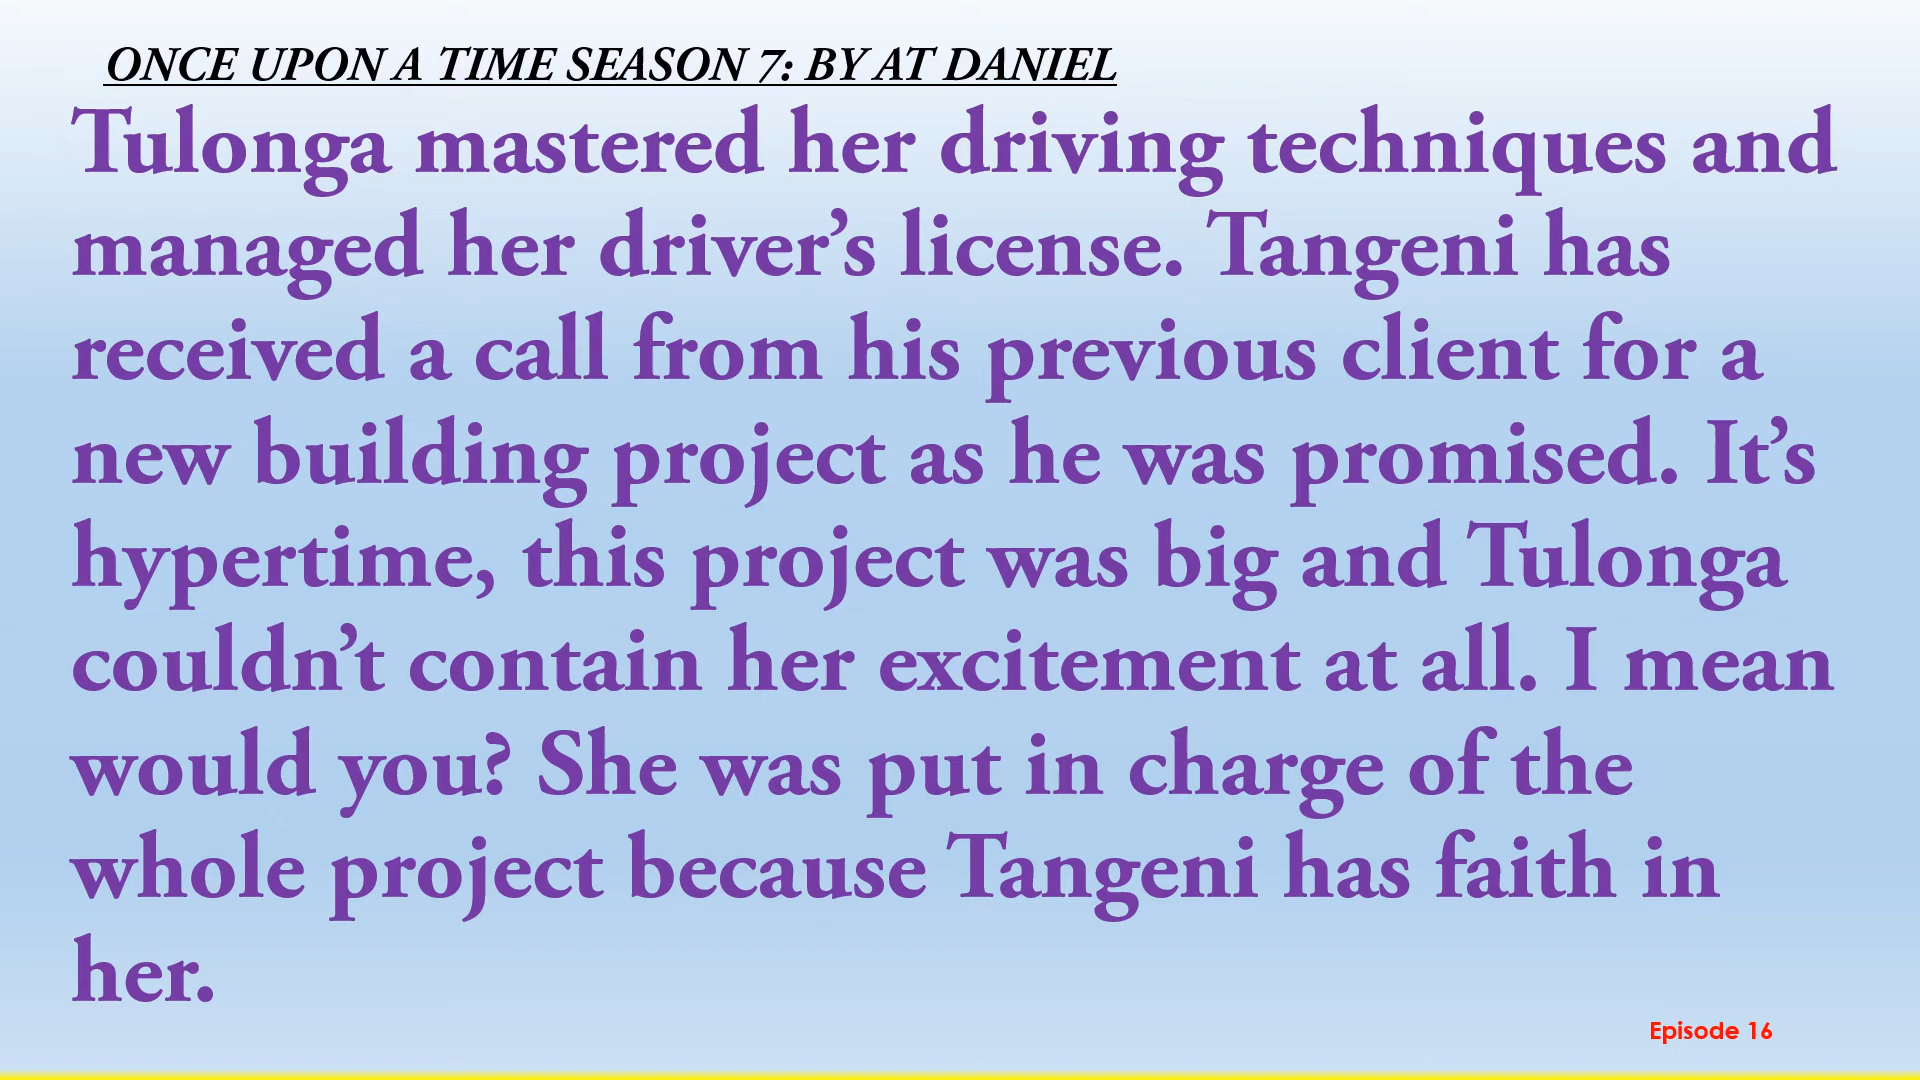 ONCE UPON A TIME SEASON 7: BY AT DANIEL
Tulonga mastered her driving techniques and
managed her driver’s license. Tangeni has
received a call from his previous client for a
new building project as he was promised. It’s
hypertime, this project was big and Tulonga
couldn’t contain her excitement at all. I mean
would you? She was put in charge of the
whole project because Tangeni has faith in
her.
Episode 16